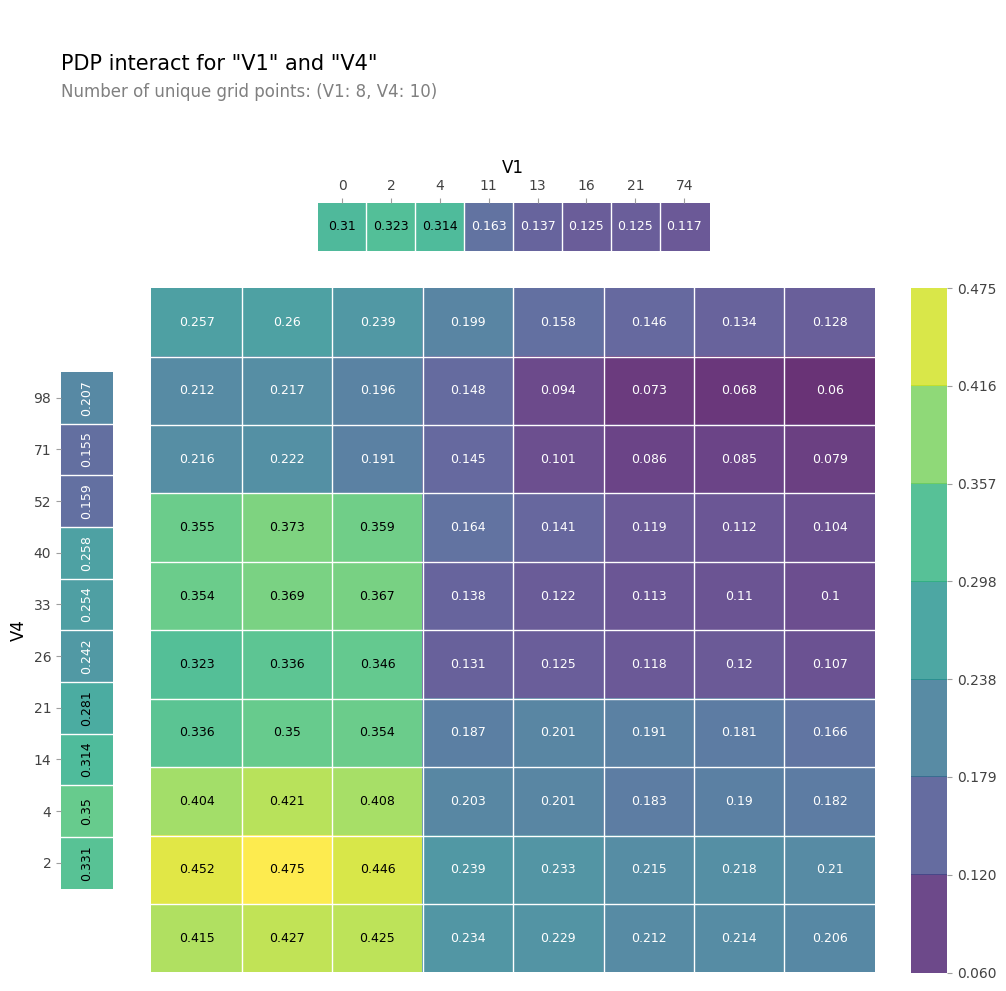 PDP interact for "V1" and "V4"
Number of unique grid points: (V1: 8, V4: 10)
V1
0 2 4 11 13 16 21 74
0.31 0.323 0.314 0.163 0.137 0.125 0.125 0.117
V4
98 0.207
71 0.155
52 0.159
40 0.258
33 0.254
26 0.242
21 0.281
14 0.314
4 0.35
2 0.331
0.257 0.26 0.239 0.199 0.158 0.146 0.134 0.128
0.212 0.217 0.196 0.148 0.094 0.073 0.068 0.06
0.216 0.222 0.191 0.145 0.101 0.086 0.085 0.079
0.355 0.373 0.359 0.164 0.141 0.119 0.112 0.104
0.354 0.369 0.367 0.138 0.122 0.113 0.11 0.1
0.323 0.336 0.346 0.131 0.125 0.118 0.12 0.107
0.336 0.35 0.354 0.187 0.201 0.191 0.181 0.166
0.404 0.421 0.408 0.203 0.201 0.183 0.19 0.182
0.452 0.475 0.446 0.239 0.233 0.215 0.218 0.21
0.415 0.427 0.425 0.234 0.229 0.212 0.214 0.206
0.475
0.416
0.357
0.298
0.238
0.179
0.120
0.060